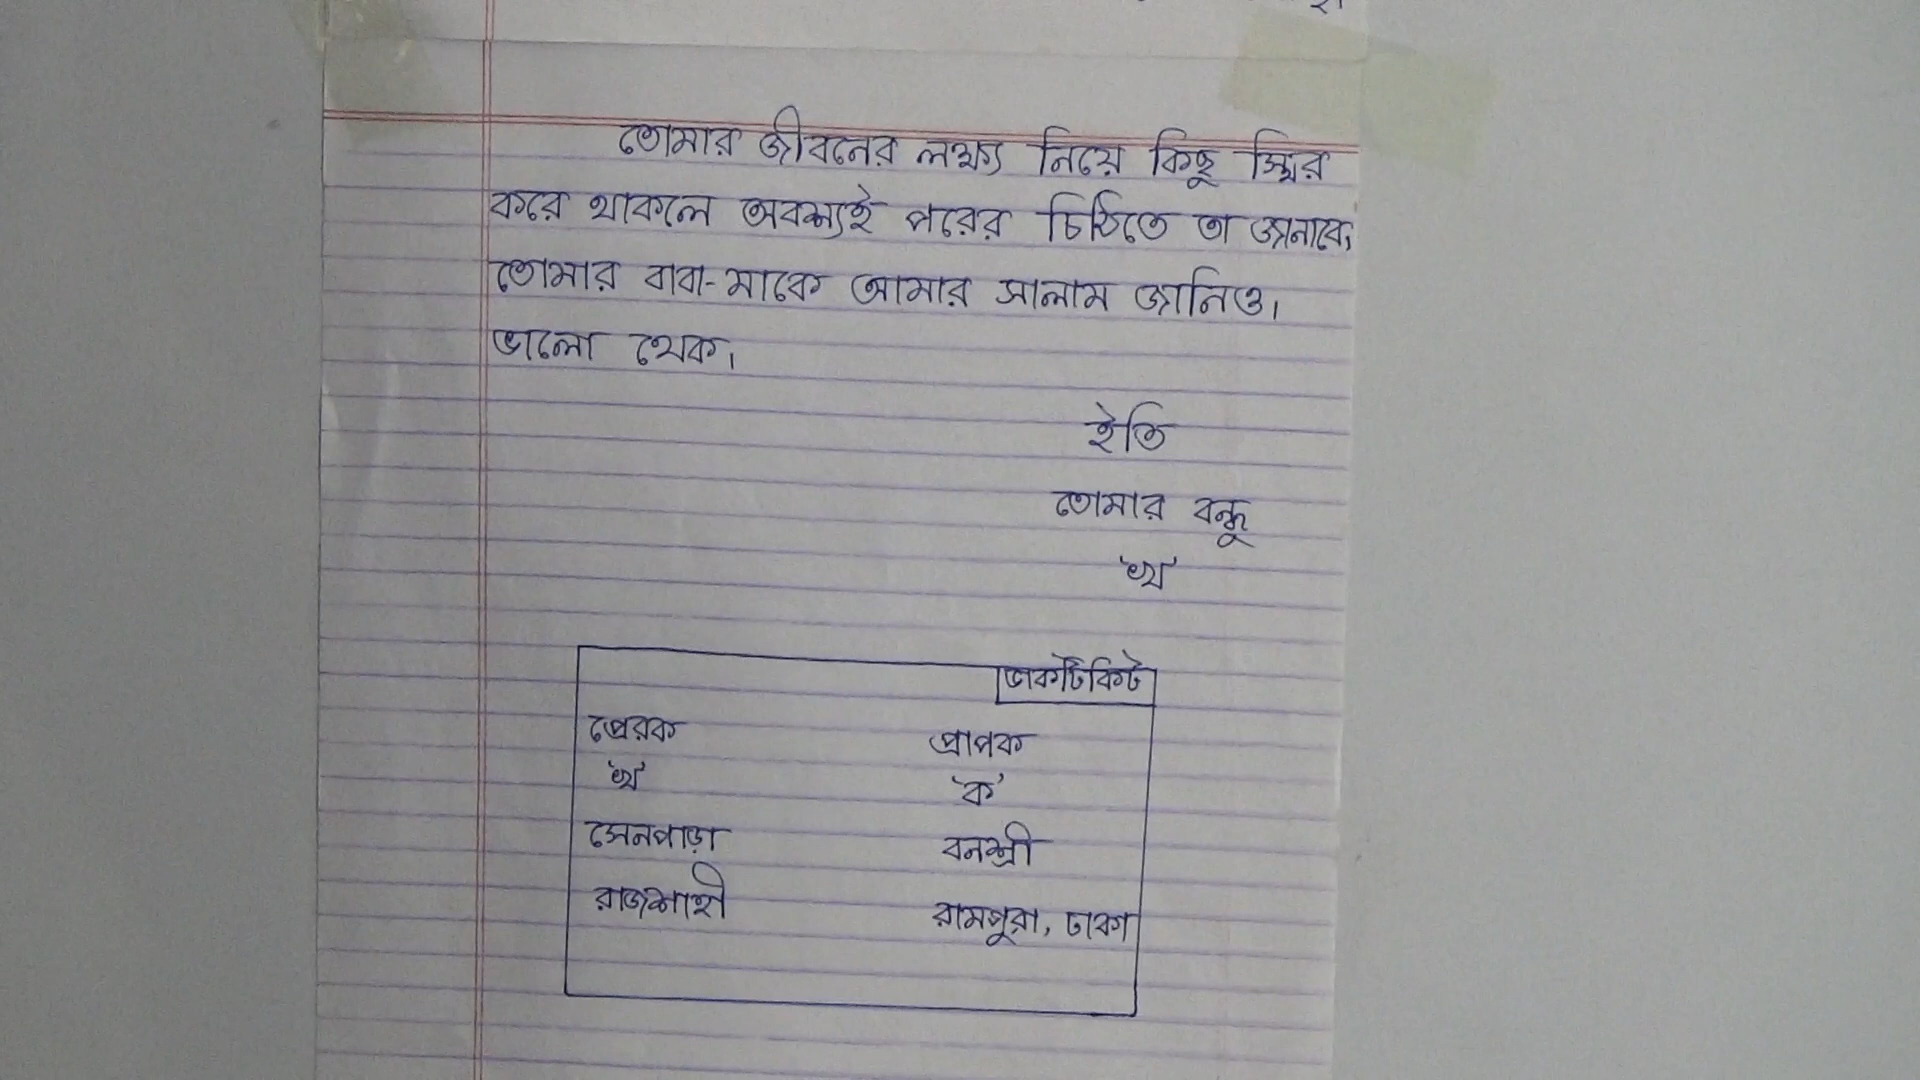 তোমার জীবনের লক্ষ্য নিয়ে কিছু স্থির
করে থাকলে অবশ্যই পরের চিঠিতে তা জানাবে,
তোমার বাবা-মাকে আমার সালাম জানিও।
ভালো থেক।
ইতি
তোমার বন্ধু
'খ'
ডাকটিকিট
প্রেরক প্রাপক
'খ' 'ক'
সেনপাড়া বনশ্রী
রাজশাহী রামপুরা, ঢাকা